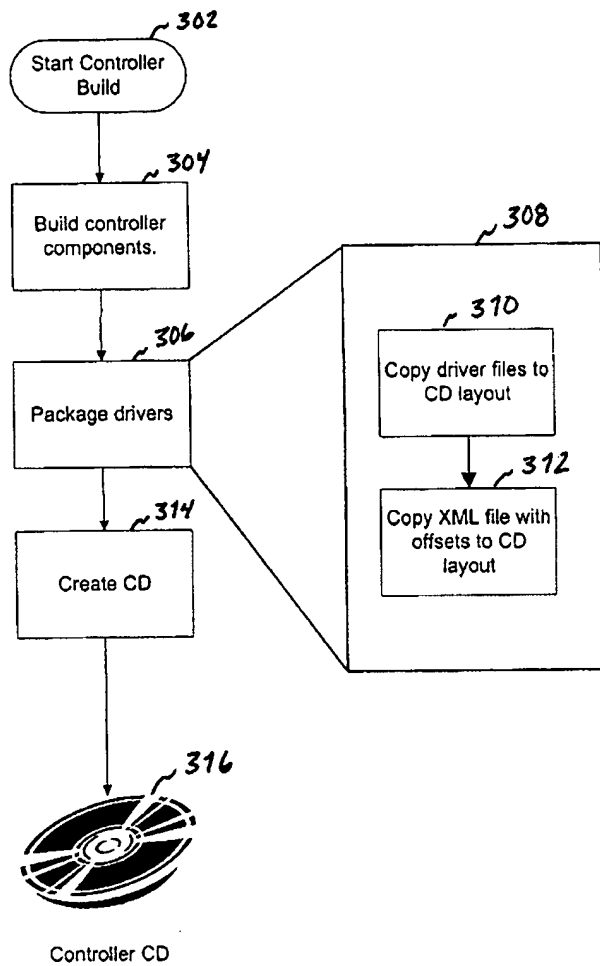 302
Start Controller
Build
304
Build controller
components.
306
Package drivers
308
310
Copy driver files to
CD layout
312
Copy XML file with
offsets to CD
layout
314
Create CD
316
Controller CD